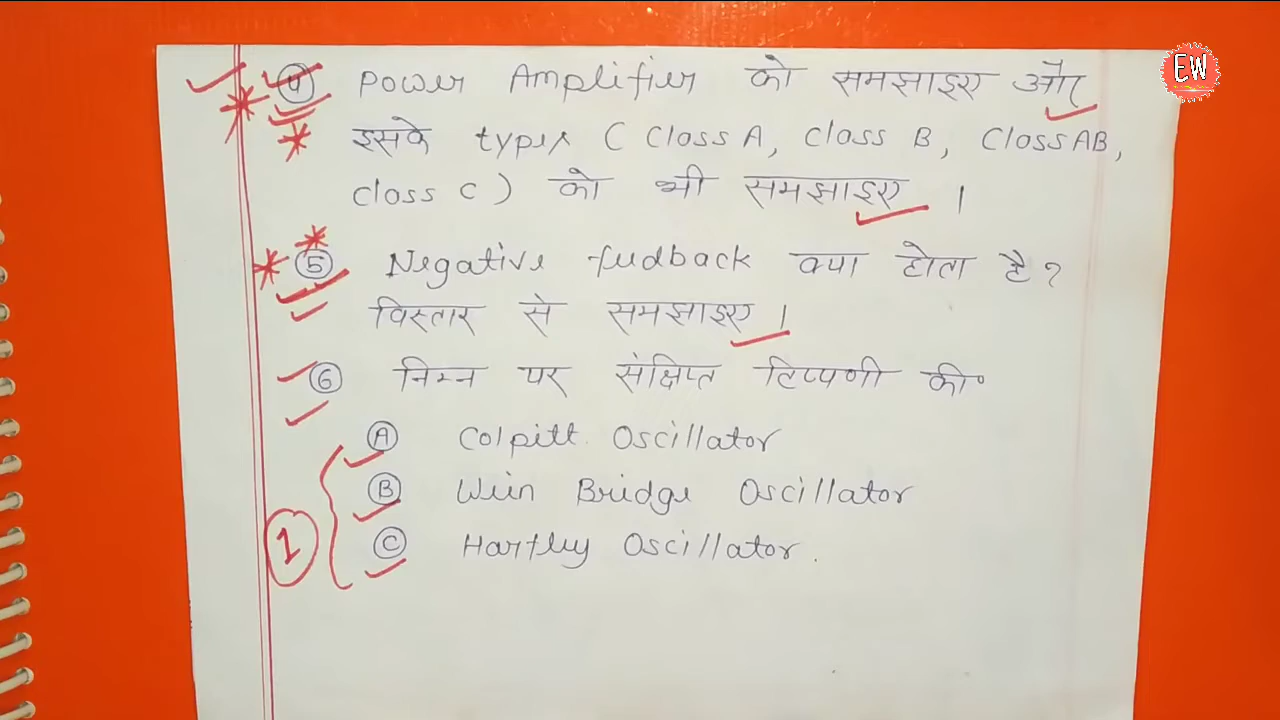 EW
④ Power Amplifier को समझाइए और
इसके types ( Class A, Class B, Class AB,
Class C ) को भी समझाइए ।
⑤ Negative feedback क्या होता है ?
विस्तार से समझाइए ।
⑥ निम्न पर संक्षिप्त टिप्पणी की॰
Ⓐ Colpitt Oscillator
Ⓑ Wein Bridge Oscillator
1 Ⓒ Hartley Oscillator.